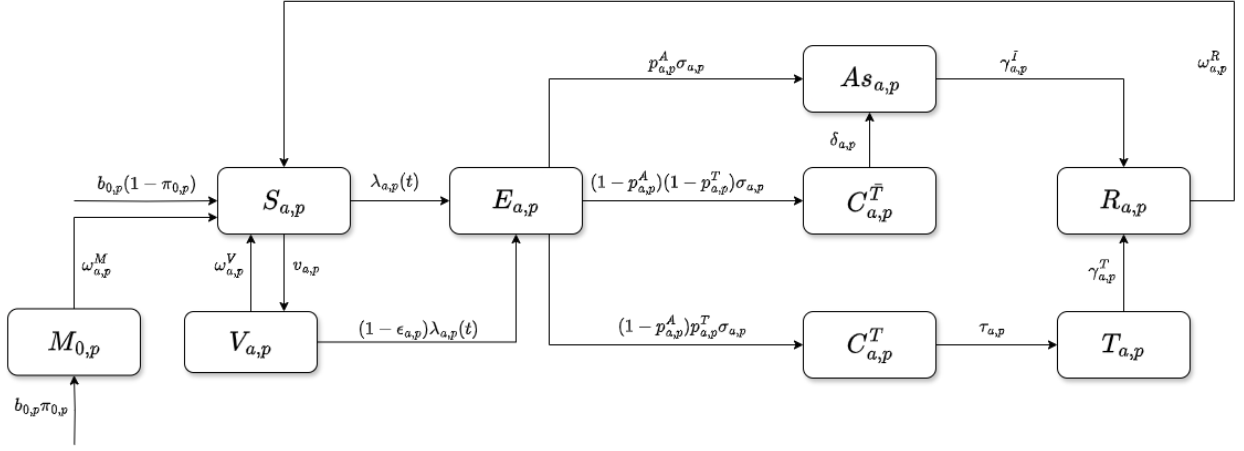 p^A_{a,p}σ_{a,p}
As_{a,p}
γ^{Ī}_{a,p}
ω^R_{a,p}
δ_{a,p}
b_{0,p}(1 − π_{0,p})
S_{a,p}
λ_{a,p}(t)
E_{a,p}
(1 − p^A_{a,p})(1 − p^T_{a,p})σ_{a,p}
C^{T̄}_{a,p}
R_{a,p}
ω^M_{a,p}
ω^V_{a,p}
v_{a,p}
γ^T_{a,p}
M_{0,p}
V_{a,p}
(1 − ϵ_{a,p})λ_{a,p}(t)
(1 − p^A_{a,p})p^T_{a,p}σ_{a,p}
C^T_{a,p}
τ_{a,p}
T_{a,p}
b_{0,p}π_{0,p}